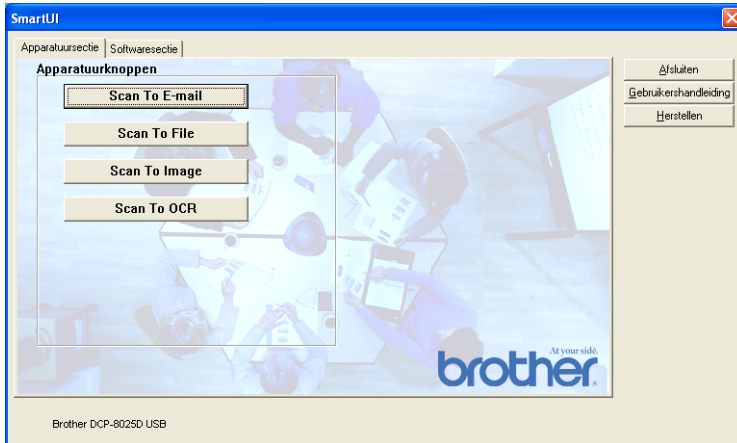 SmartUI
Apparatuursectie
Softwaresectie
Apparatuurknoppen
Scan To E-mail
Scan To File
Scan To Image
Scan To OCR
Afsluiten
Gebruikershandleiding
Herstellen
At your side.
brother
Brother DCP-8025D USB